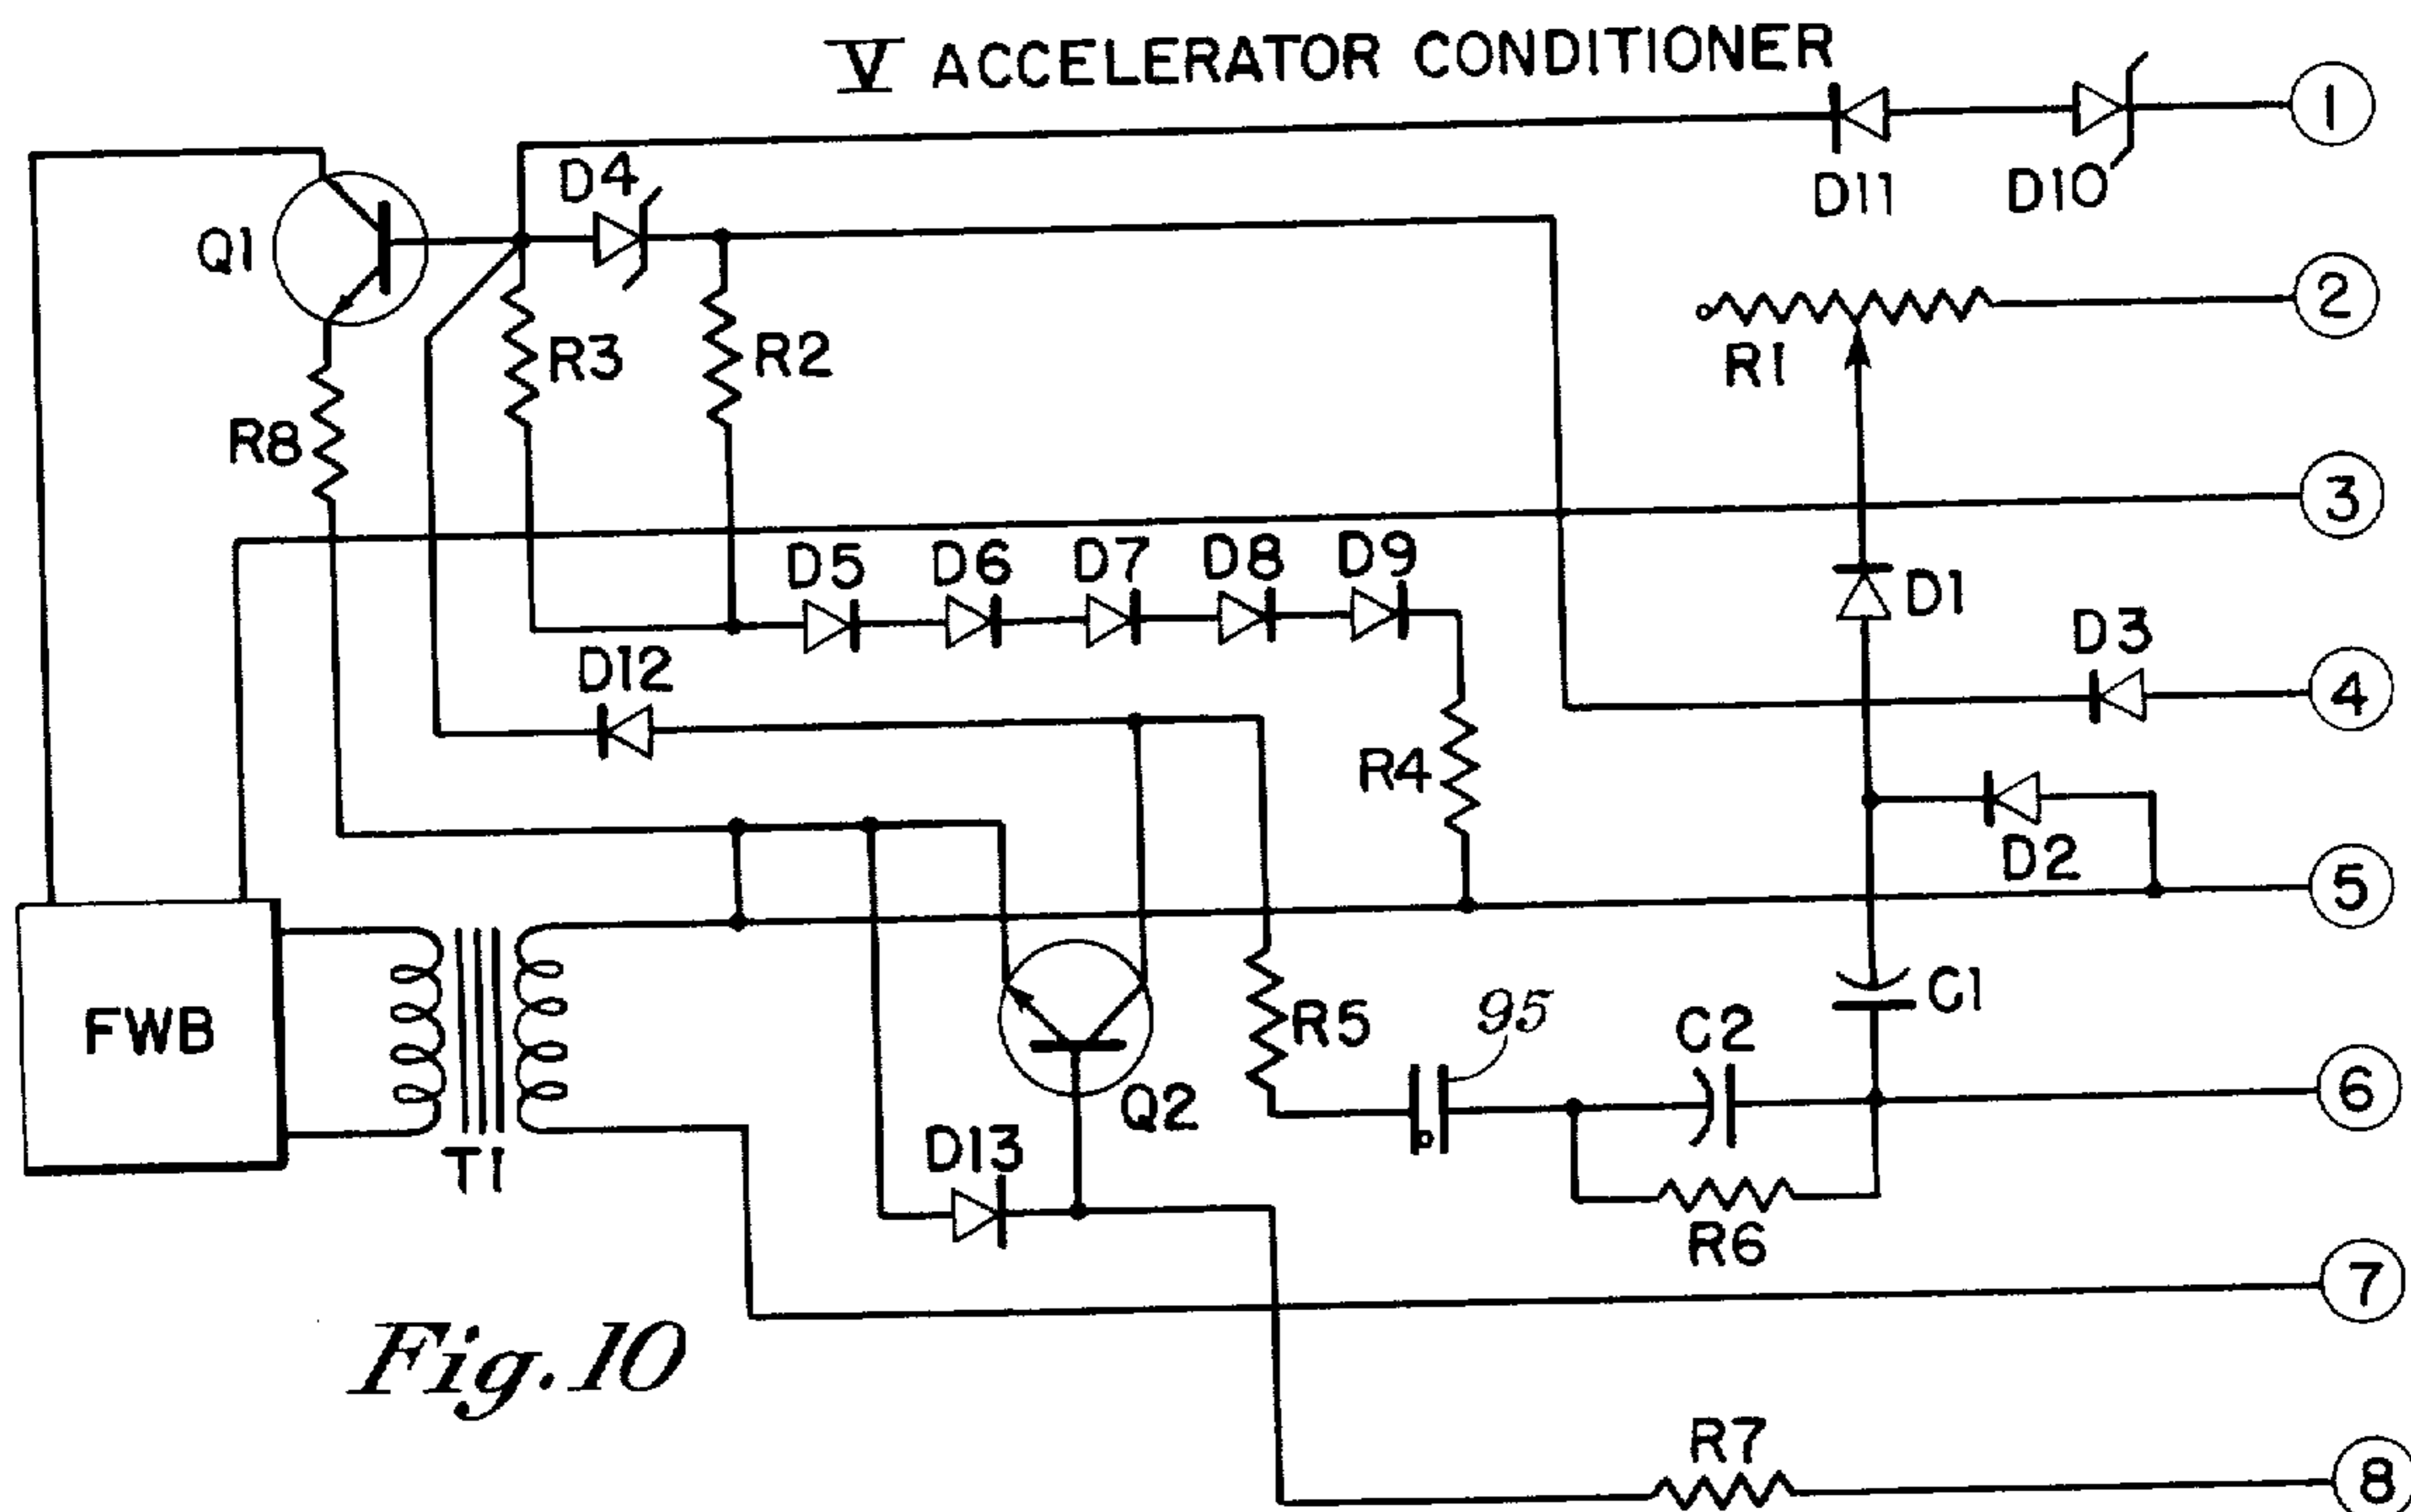 V ACCELERATOR CONDITIONER
1
D11
D10
D4
Q1
2
R1
R3
R2
R8
3
D5
D6
D7
D8
D9
D1
D12
D3
4
R4
D2
5
FWB
T1
R5
95
C2
C1
Q2
6
D13
R6
7
Fig. 10
R7
8